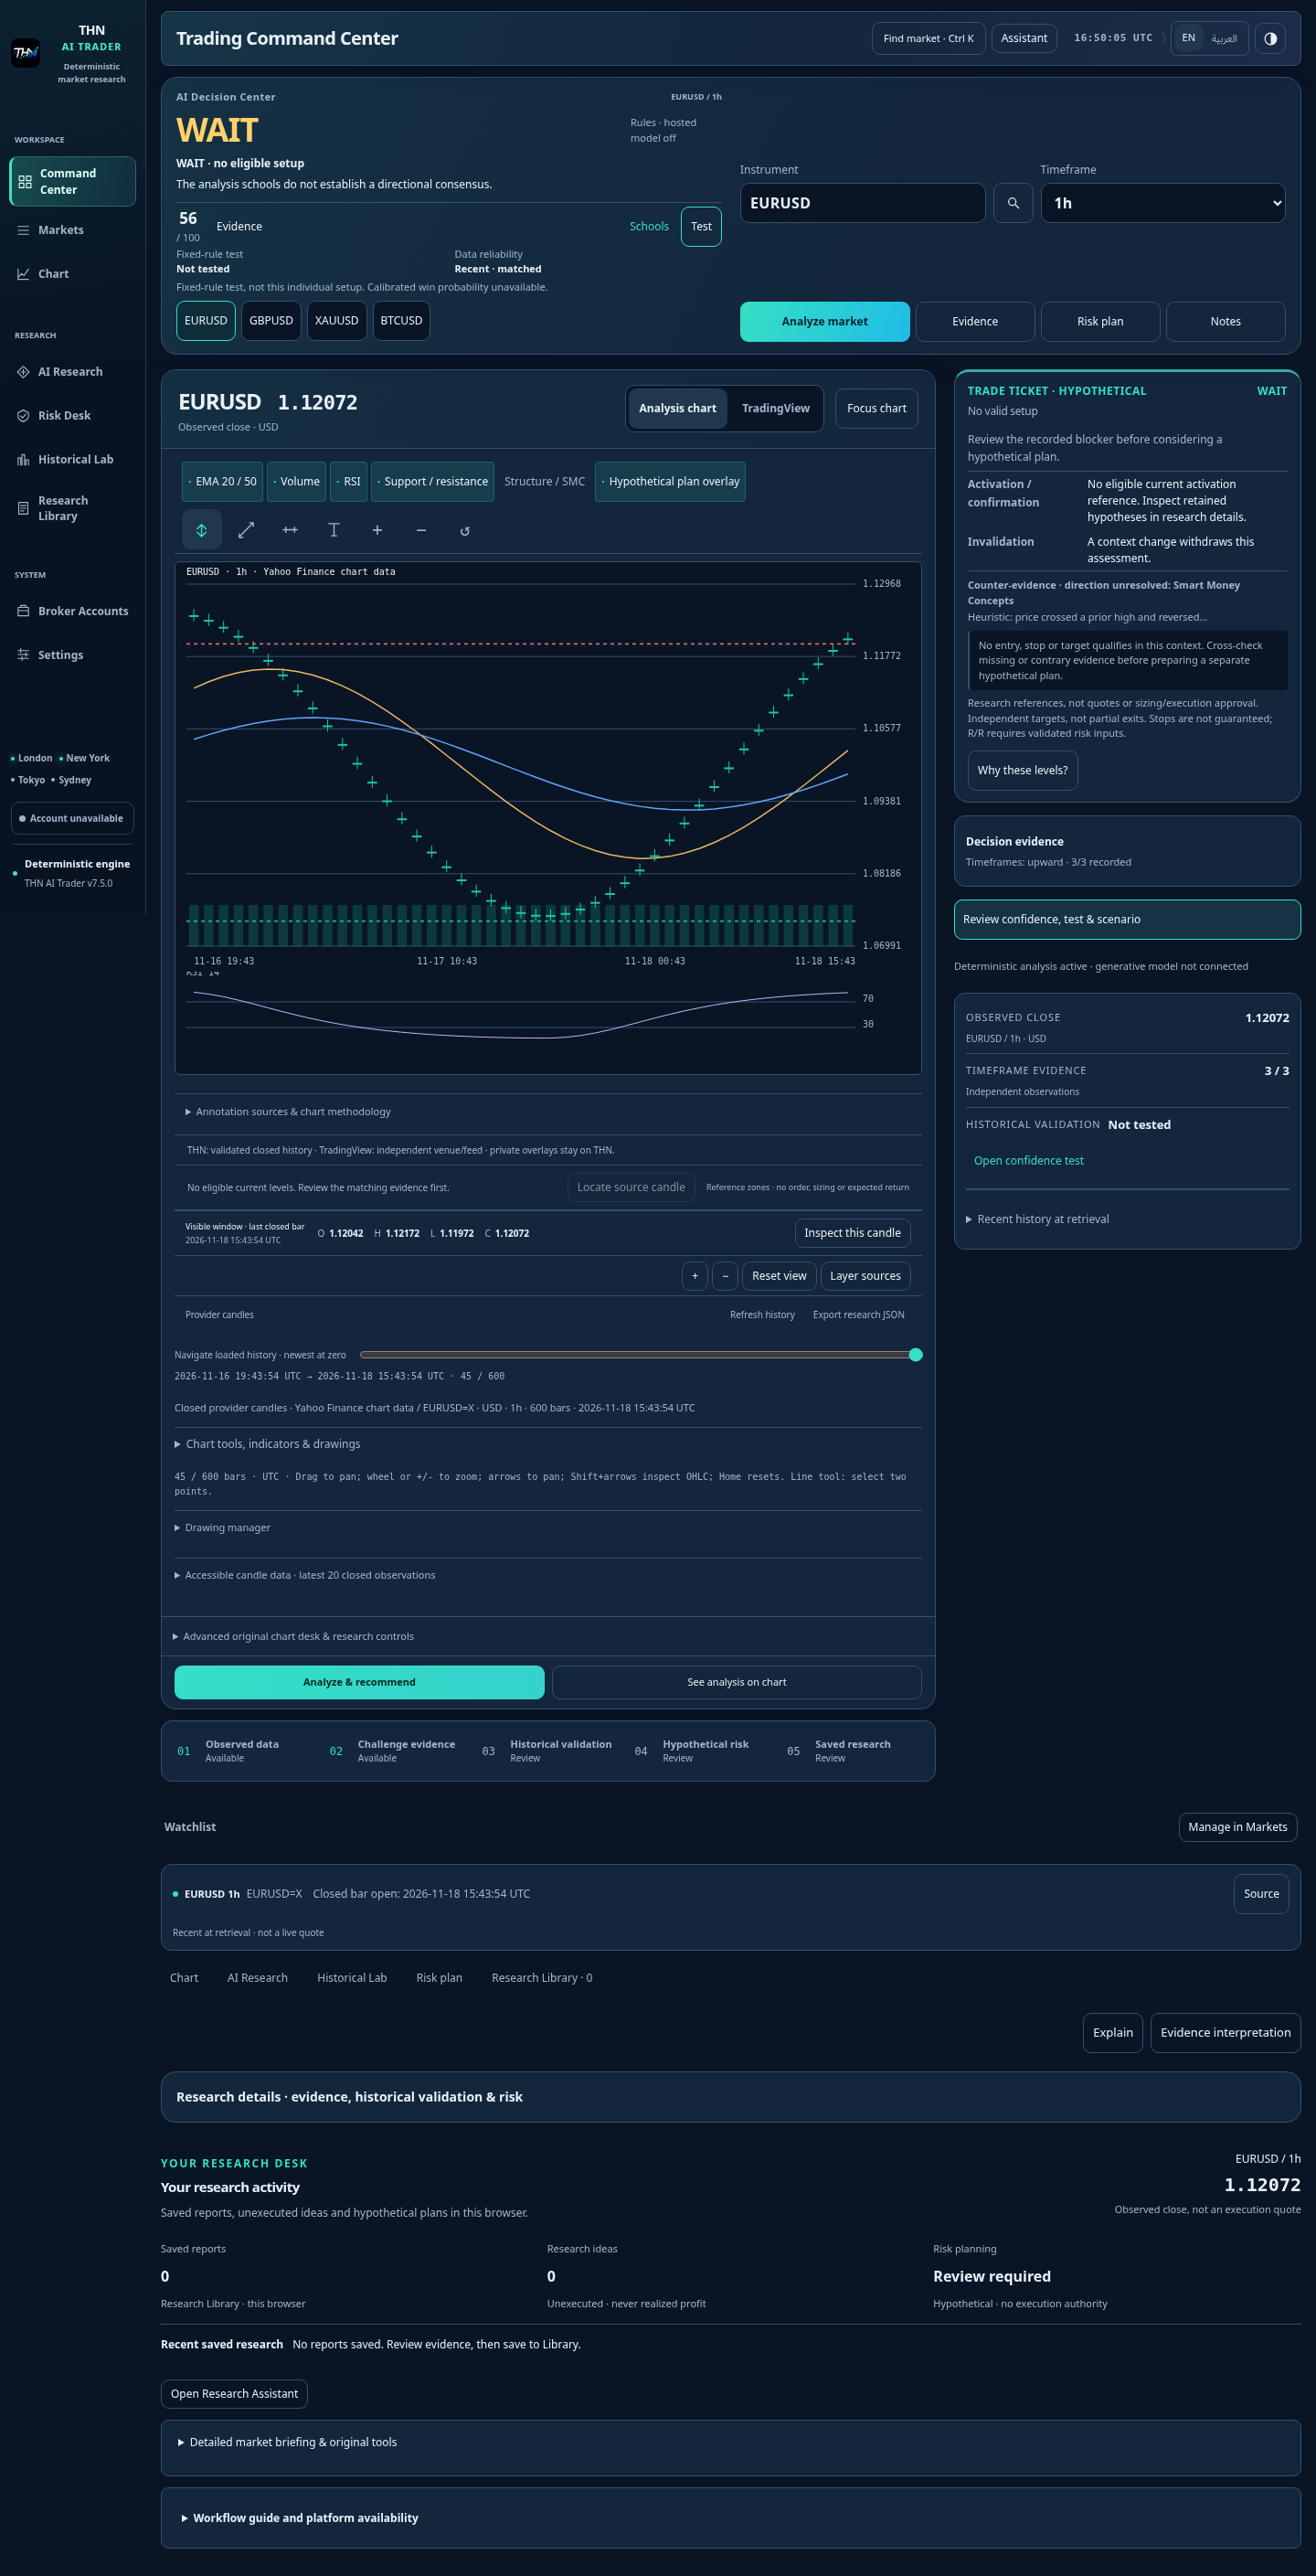 THN
AI TRADER
Deterministic
market research
WORKSPACE
Command
Center
Markets
Chart
RESEARCH
AI Research
Risk Desk
Historical Lab
Research
Library
SYSTEM
Broker Accounts
Settings
London New York
Tokyo Sydney
Account unavailable
Deterministic engine
THN AI Trader v7.5.0
Trading Command Center
Find market · Ctrl K
Assistant
16:50:05 UTC
EN
العربية
AI Decision Center
EURUSD / 1h
WAIT
Rules · hosted
model off
WAIT · no eligible setup
The analysis schools do not establish a directional consensus.
56
/ 100
Evidence
Schools
Test
Fixed-rule test
Not tested
Data reliability
Recent · matched
Fixed-rule test, not this individual setup. Calibrated win probability unavailable.
EURUSD GBPUSD XAUUSD BTCUSD
Instrument
EURUSD
Timeframe
1h
Analyze market
Evidence
Risk plan
Notes
EURUSD 1.12072
Observed close · USD
Analysis chart
TradingView
Focus chart
· EMA 20 / 50 · Volume · RSI · Support / resistance Structure / SMC · Hypothetical plan overlay
+ − ↺
EURUSD · 1h · Yahoo Finance chart data
1.12968
1.11772
1.10577
1.09381
1.08186
1.06991
11-16 19:43 11-17 10:43 11-18 00:43 11-18 15:43
70
30
Annotation sources & chart methodology
THN: validated closed history · TradingView: independent venue/feed · private overlays stay on THN.
No eligible current levels. Review the matching evidence first.
Locate source candle
Reference zones · no order, sizing or expected return
Visible window · last closed bar
2026-11-18 15:43:54 UTC
O 1.12042 H 1.12172 L 1.11972 C 1.12072
Inspect this candle
+ − Reset view Layer sources
Provider candles
Refresh history
Export research JSON
Navigate loaded history · newest at zero
2026-11-16 19:43:54 UTC → 2026-11-18 15:43:54 UTC · 45 / 600
Closed provider candles · Yahoo Finance chart data / EURUSD=X · USD · 1h · 600 bars · 2026-11-18 15:43:54 UTC
Chart tools, indicators & drawings
45 / 600 bars · UTC · Drag to pan; wheel or +/- to zoom; arrows to pan; Shift+arrows inspect OHLC; Home resets. Line tool: select two
points.
Drawing manager
Accessible candle data · latest 20 closed observations
Advanced original chart desk & research controls
Analyze & recommend
See analysis on chart
01 Observed data
Available
02 Challenge evidence
Available
03 Historical validation
Review
04 Hypothetical risk
Review
05 Saved research
Review
TRADE TICKET · HYPOTHETICAL
WAIT
No valid setup
Review the recorded blocker before considering a
hypothetical plan.
Activation /
confirmation
No eligible current activation
reference. Inspect retained
hypotheses in research details.
Invalidation
A context change withdraws this
assessment.
Counter-evidence · direction unresolved: Smart Money
Concepts
Heuristic: price crossed a prior high and reversed...
No entry, stop or target qualifies in this context. Cross-check
missing or contrary evidence before preparing a separate
hypothetical plan.
Research references, not quotes or sizing/execution approval.
Independent targets, not partial exits. Stops are not guaranteed;
R/R requires validated risk inputs.
Why these levels?
Decision evidence
Timeframes: upward · 3/3 recorded
Review confidence, test & scenario
Deterministic analysis active · generative model not connected
OBSERVED CLOSE
1.12072
EURUSD / 1h · USD
TIMEFRAME EVIDENCE
3 / 3
Independent observations
HISTORICAL VALIDATION Not tested
Open confidence test
Recent history at retrieval
Watchlist
Manage in Markets
EURUSD 1h EURUSD=X Closed bar open: 2026-11-18 15:43:54 UTC
Source
Recent at retrieval · not a live quote
Chart AI Research Historical Lab Risk plan Research Library · 0
Explain
Evidence interpretation
Research details · evidence, historical validation & risk
YOUR RESEARCH DESK
Your research activity
Saved reports, unexecuted ideas and hypothetical plans in this browser.
EURUSD / 1h
1.12072
Observed close, not an execution quote
Saved reports
0
Research Library · this browser
Research ideas
0
Unexecuted · never realized profit
Risk planning
Review required
Hypothetical · no execution authority
Recent saved research No reports saved. Review evidence, then save to Library.
Open Research Assistant
Detailed market briefing & original tools
Workflow guide and platform availability